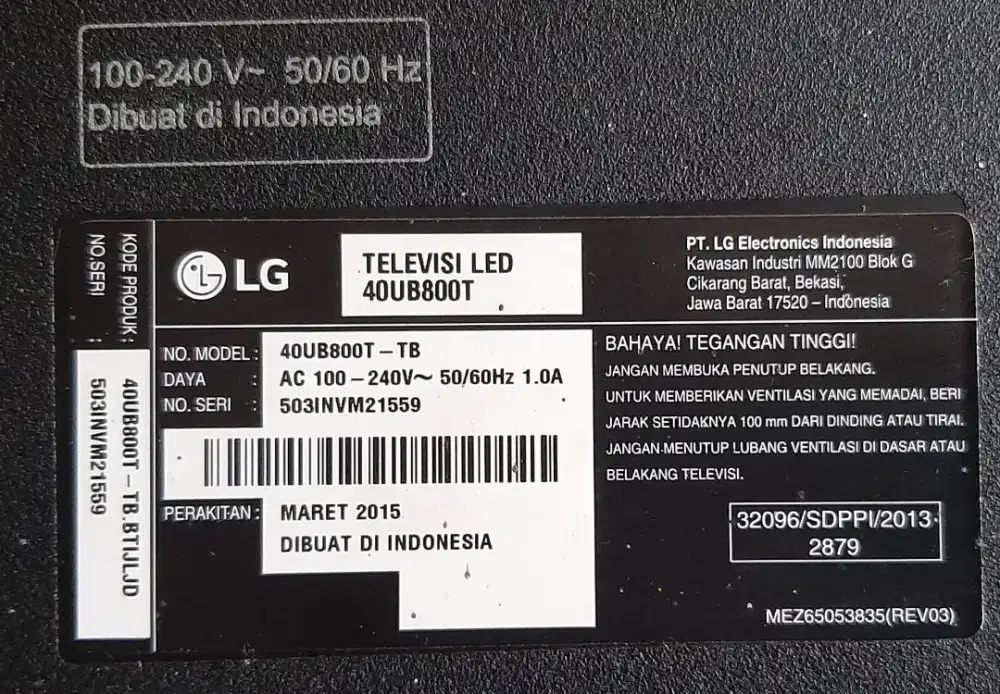 100-240 V~ 50/60 Hz
Dibuat di Indonesia
KODE PRODUK : 40UB800T - TB.BTIJLJD
NO.SERI : 503INVM21559
LG
TELEVISI LED
40UB800T
PT. LG Electronics Indonesia
Kawasan Industri MM2100 Blok G
Cikarang Barat, Bekasi,
Jawa Barat 17520 – Indonesia
NO. MODEL : 40UB800T – TB
DAYA : AC 100 – 240V~ 50/60Hz 1.0A
NO. SERI : 503INVM21559
PERAKITAN : MARET 2015
DIBUAT DI INDONESIA
BAHAYA! TEGANGAN TINGGI!
JANGAN MEMBUKA PENUTUP BELAKANG.
UNTUK MEMBERIKAN VENTILASI YANG MEMADAI, BERI
JARAK SETIDAKNYA 100 mm DARI DINDING ATAU TIRAI.
JANGAN MENUTUP LUBANG VENTILASI DI DASAR ATAU
BELAKANG TELEVISI.
32096/SDPPI/2013
2879
MEZ65053835(REV03)